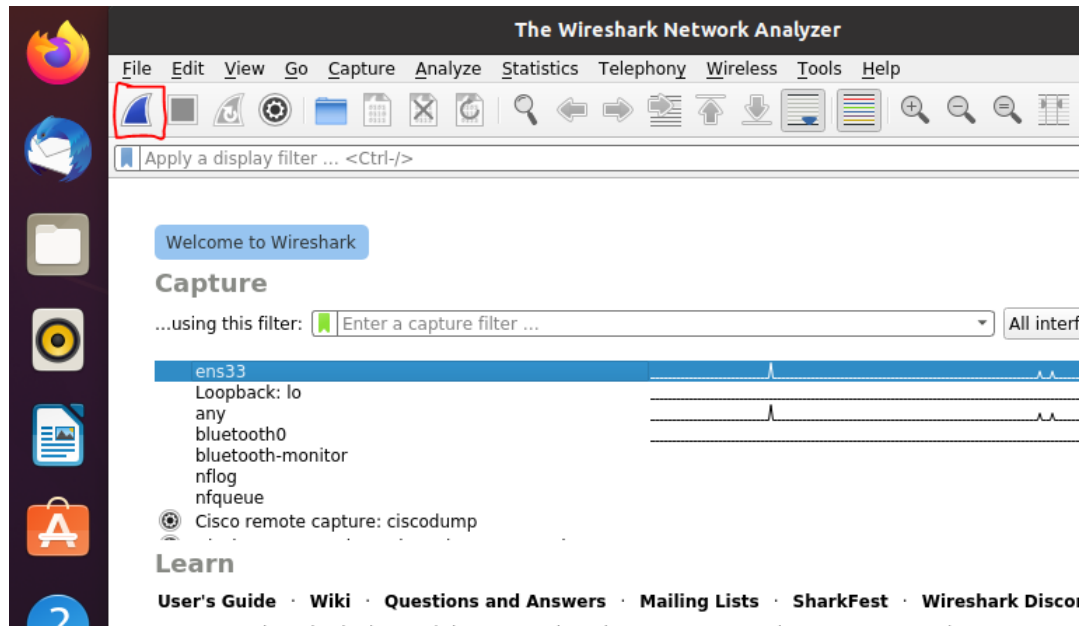 The Wireshark Network Analyzer
File Edit View Go Capture Analyze Statistics Telephony Wireless Tools Help
Apply a display filter ... <Ctrl-/>
Welcome to Wireshark
Capture
...using this filter: Enter a capture filter ... All interf
ens33
Loopback: lo
any
bluetooth0
bluetooth-monitor
nflog
nfqueue
Cisco remote capture: ciscodump
Learn
User's Guide · Wiki · Questions and Answers · Mailing Lists · SharkFest · Wireshark Discor